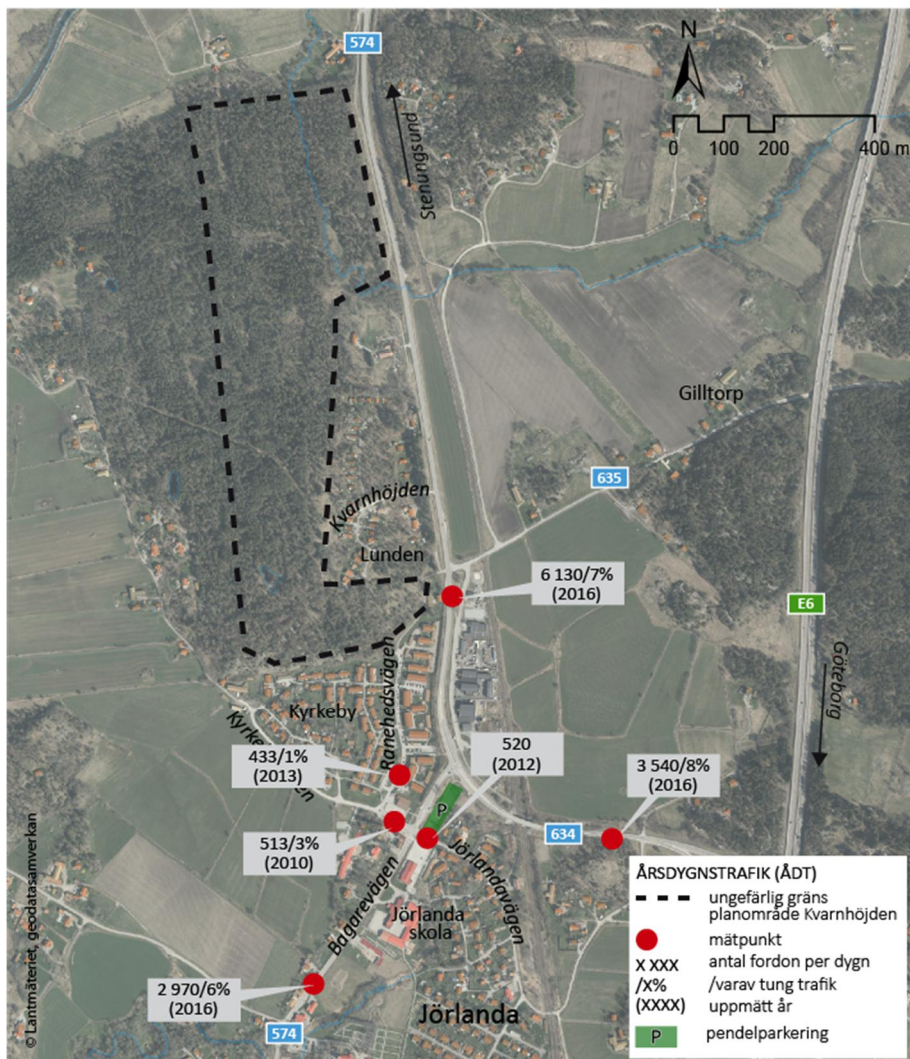 574
N
0 100 200 400 m
Stenungsund
Gilltorp
635
Kvarnhöjden
Lunden
6 130/7%
(2016)
E6
Göteborg
Ranehedsvägen
Kyrkeby
433/1%
(2013)
520
(2012)
3 540/8%
(2016)
P
513/3%
(2010)
634
Jörlandavägen
Bagarevägen
Jörlanda
skola
2 970/6%
(2016)
574
Jörlanda
© Lantmäteriet, geodatasamverkan
ÅRSDYGNSTRAFIK (ÅDT)
ungefärlig gräns
planområde Kvarnhöjden
mätpunkt
X XXX antal fordon per dygn
/X% /varav tung trafik
(XXXX) uppmätt år
P pendelparkering